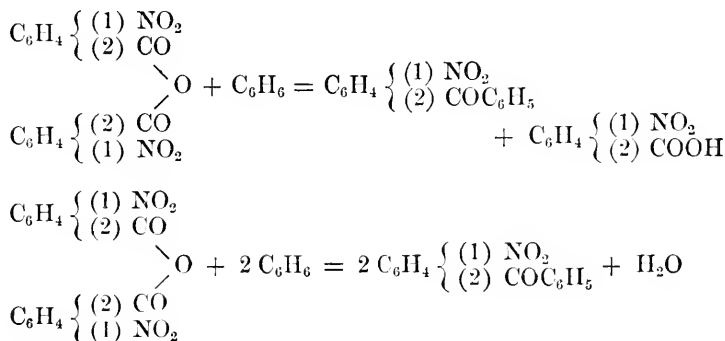 C₆H₄ { (1) NO₂
(2) CO
O + C₆H₆ = C₆H₄ { (1) NO₂
(2) COC₆H₅
C₆H₄ { (2) CO
(1) NO₂
+ C₆H₄ { (1) NO₂
(2) COOH
C₆H₄ { (1) NO₂
(2) CO
O + 2 C₆H₆ = 2 C₆H₄ { (1) NO₂
(2) COC₆H₅ + H₂O
C₆H₄ { (2) CO
(1) NO₂